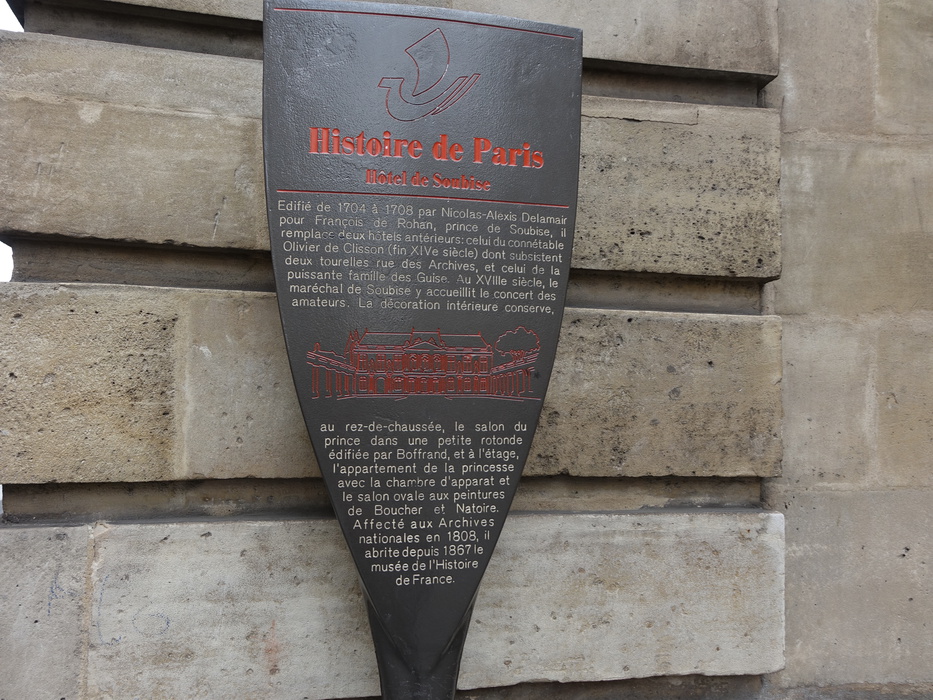 Histoire de Paris
Hôtel de Soubise
Edifié de 1704 à 1708 par Nicolas-Alexis Delamair
pour François de Rohan, prince de Soubise, il
remplace deux hôtels antérieurs: celui du connétable
Olivier de Clisson (fin XIVe siècle) dont subsistent
deux tourelles rue des Archives, et celui de la
puissante famille des Guise. Au XVIIIe siècle, le
maréchal de Soubise y accueillit le concert des
amateurs. La décoration intérieure conserve,
au rez-de-chaussée, le salon du
prince dans une petite rotonde
édifiée par Boffrand, et à l'étage,
l'appartement de la princesse
avec la chambre d'apparat et
le salon ovale aux peintures
de Boucher et Natoire.
Affecté aux Archives
nationales en 1808, il
abrite depuis 1867 le
musée de l'Histoire
de France.